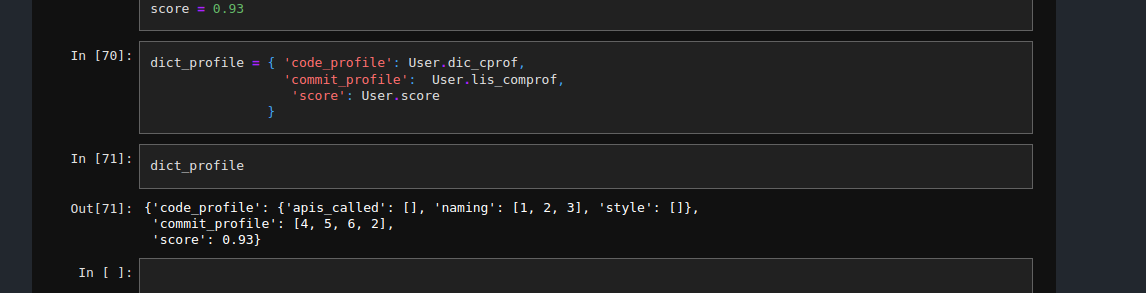 score = 0.93
In [70]:
dict_profile = { 'code_profile': User.dic_cprof,
'commit_profile':  User.lis_comprof,
'score': User.score
}
In [71]:
dict_profile
Out[71]: {'code_profile': {'apis_called': [], 'naming': [1, 2, 3], 'style': []},
'commit_profile': [4, 5, 6, 2],
'score': 0.93}
In [ ]: